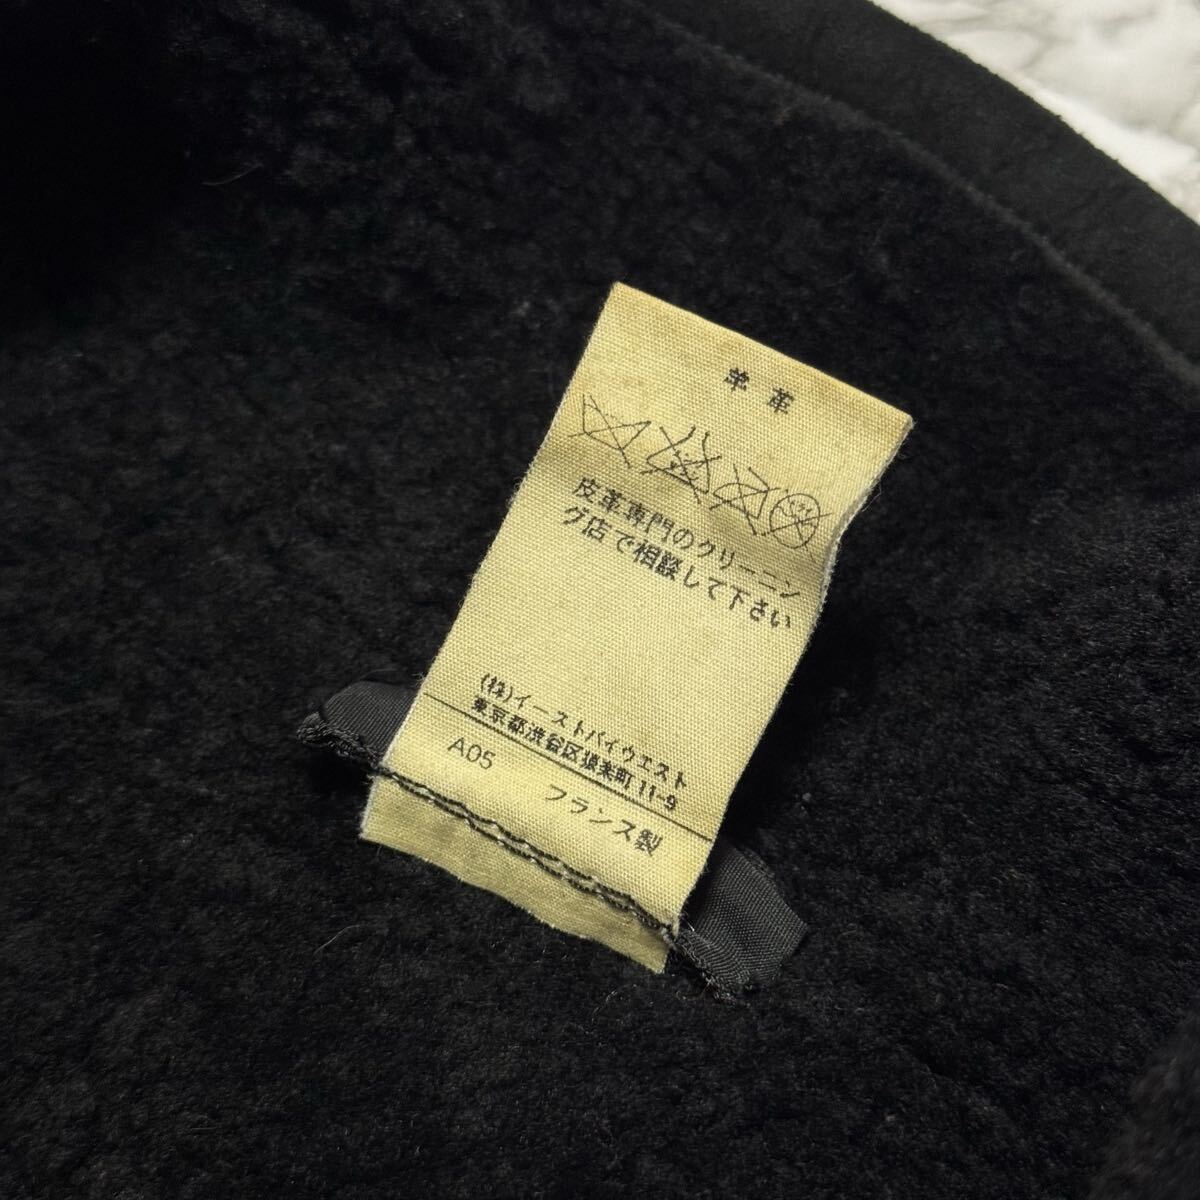 羊革
皮革専門のクリーニン
グ店で相談して下さい
(株)イーストバイウエスト
東京都渋谷区猿楽町11-9
A05 フランス製